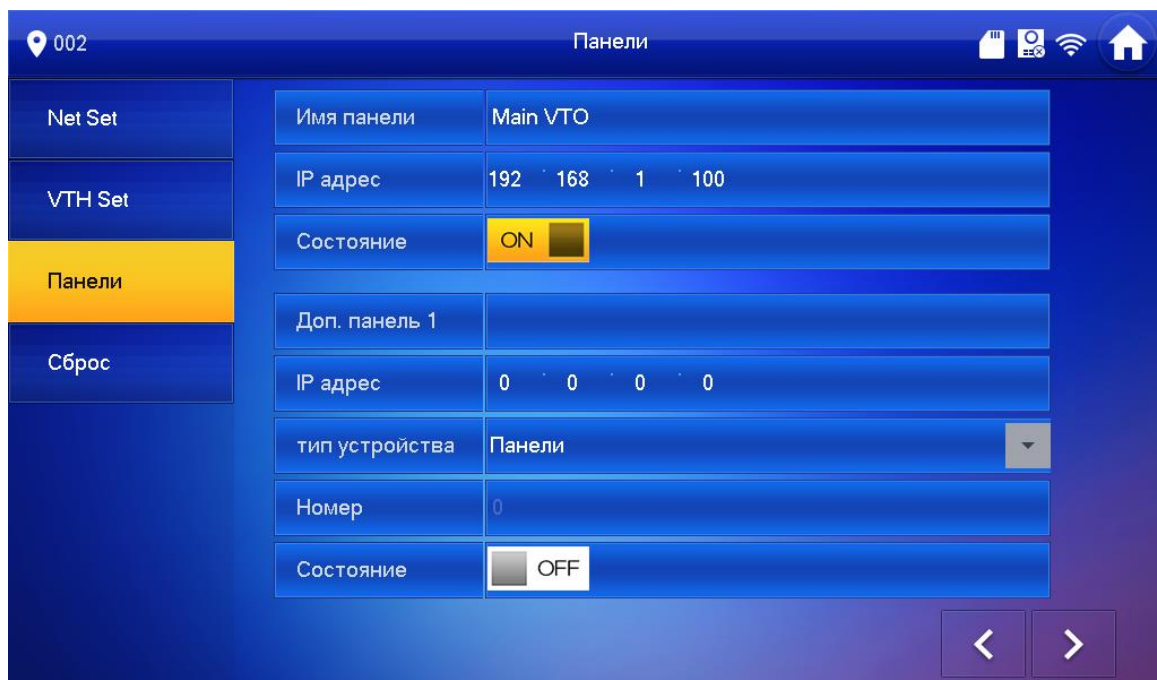 002
Панели
Net Set
VTH Set
Панели
Сброс
Имя панели Main VTO
IP адрес 192 168 1 100
Состояние ON
Доп. панель 1
IP адрес 0 0 0 0
тип устройства Панели
Номер 0
Состояние OFF